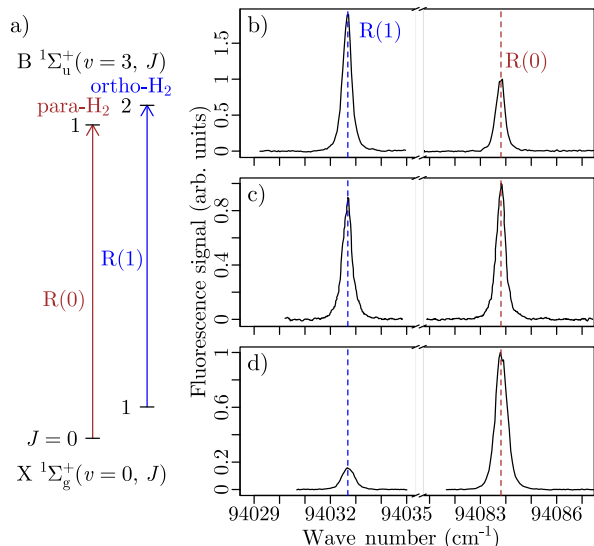 a)
B ¹Σᵤ⁺(v = 3, J)
ortho-H₂
para-H₂
2
1
R(1)
R(0)
1
J = 0
X ¹Σg⁺(v = 0, J)
Fluorescence signal (arb. units)
b)
R(1)
R(0)
1.5
1
0.5
0
c)
0.8
0.4
0
d)
1
0.6
0.2
0
94029
94032
94035
94083
94086
Wave number (cm⁻¹)